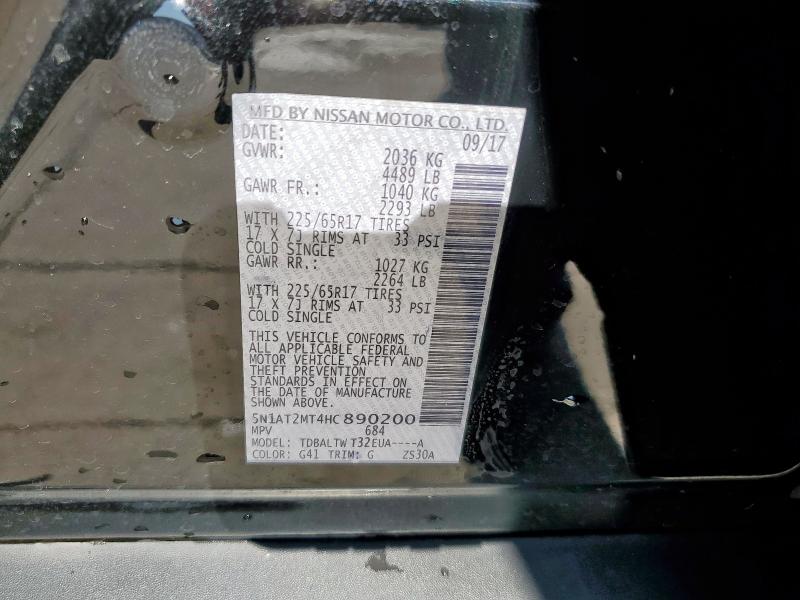 MFD BY NISSAN MOTOR CO., LTD.
DATE: 09/17
GVWR: 2036 KG
4489 LB
GAWR FR.: 1040 KG
2293 LB
WITH 225/65R17 TIRES
17 X 7J RIMS AT 33 PSI
COLD SINGLE
GAWR RR.: 1027 KG
2264 LB
WITH 225/65R17 TIRES
17 X 7J RIMS AT 33 PSI
COLD SINGLE
THIS VEHICLE CONFORMS TO
ALL APPLICABLE FEDERAL
MOTOR VEHICLE SAFETY AND
THEFT PREVENTION
STANDARDS IN EFFECT ON
THE DATE OF MANUFACTURE
SHOWN ABOVE.
5N1AT2MT4HC890200
MPV 684
MODEL: TDBALTW T32EUA----A
COLOR: G41 TRIM: G ZS30A